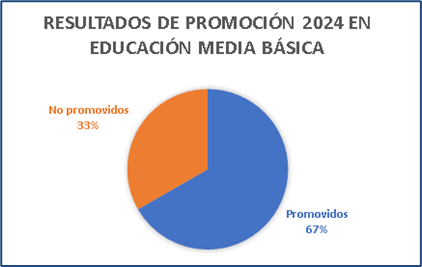 RESULTADOS DE PROMOCIÓN 2024 EN
EDUCACIÓN MEDIA BÁSICA
No promovidos
33%
Promovidos
67%